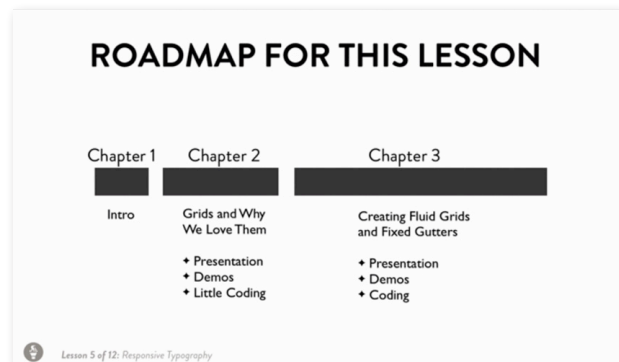 ROADMAP FOR THIS LESSON
Chapter 1
Chapter 2
Chapter 3
Intro
Grids and Why
We Love Them
✦ Presentation
✦ Demos
✦ Little Coding
Creating Fluid Grids
and Fixed Gutters
✦ Presentation
✦ Demos
✦ Coding
Lesson 5 of 12: Responsive Typography